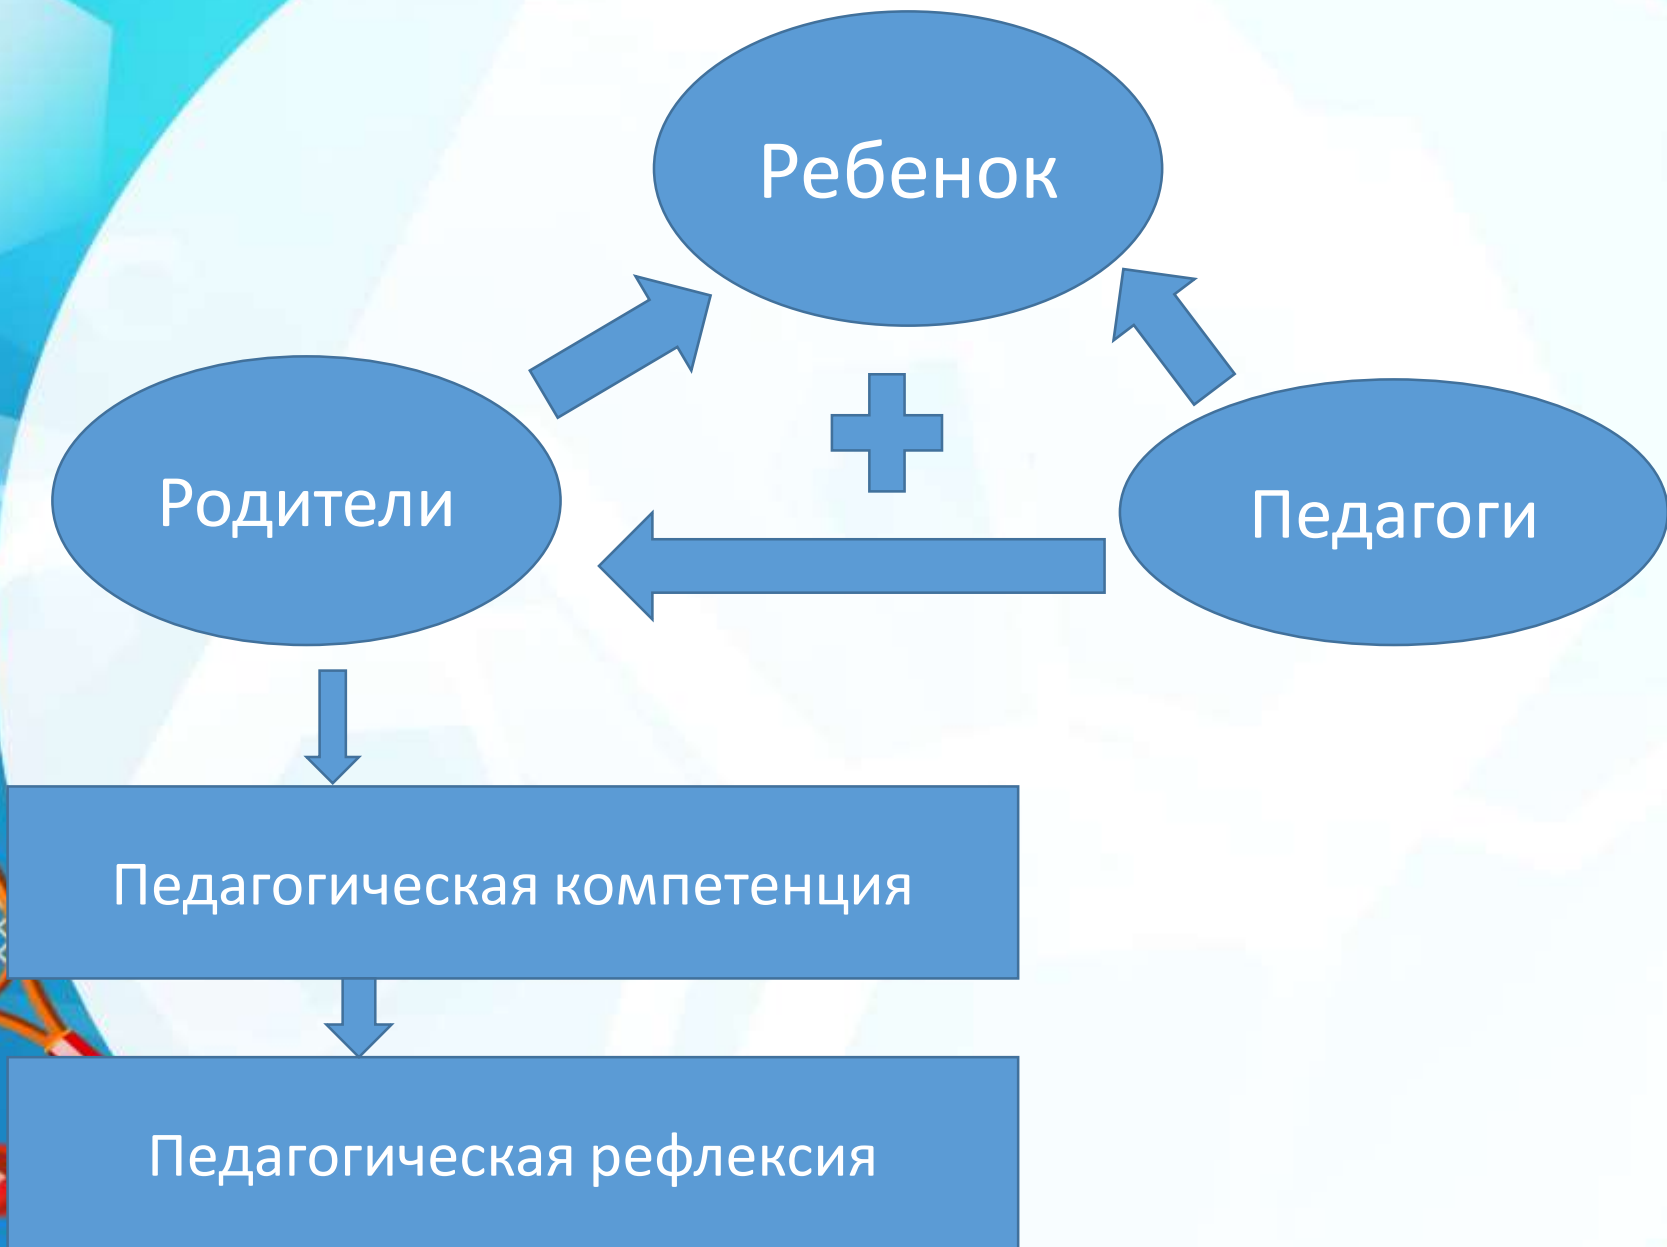 Ребенок
Родители
Педагоги
Педагогическая компетенция
Педагогическая рефлексия